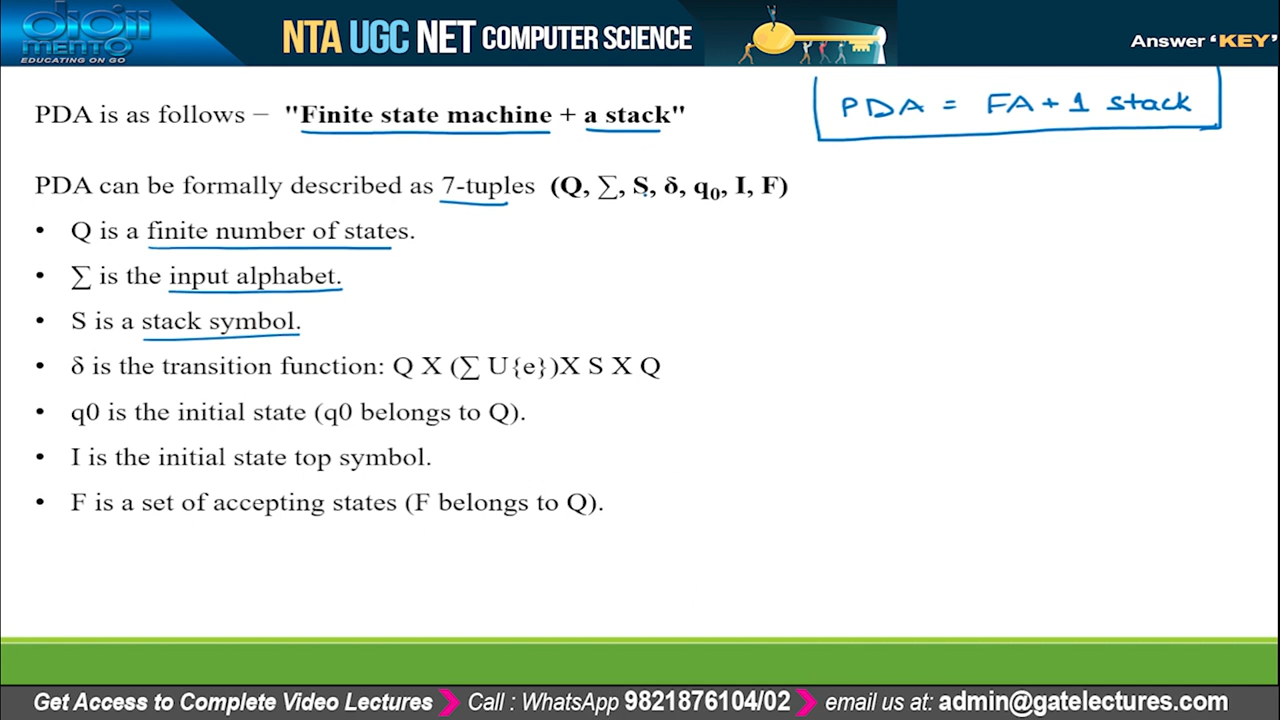 digii
MENTO
EDUCATING ON GO
NTA UGC NET COMPUTER SCIENCE
Answer ‘KEY’
PDA is as follows − "Finite state machine + a stack"
PDA = FA + 1 stack
PDA can be formally described as 7-tuples (Q, ∑, S, δ, q₀, I, F)
• Q is a finite number of states.
• ∑ is the input alphabet.
• S is a stack symbol.
• δ is the transition function: Q X (∑ U{e})X S X Q
• q0 is the initial state (q0 belongs to Q).
• I is the initial state top symbol.
• F is a set of accepting states (F belongs to Q).
Get Access to Complete Video Lectures Call : WhatsApp 9821876104/02 email us at: admin@gatelectures.com